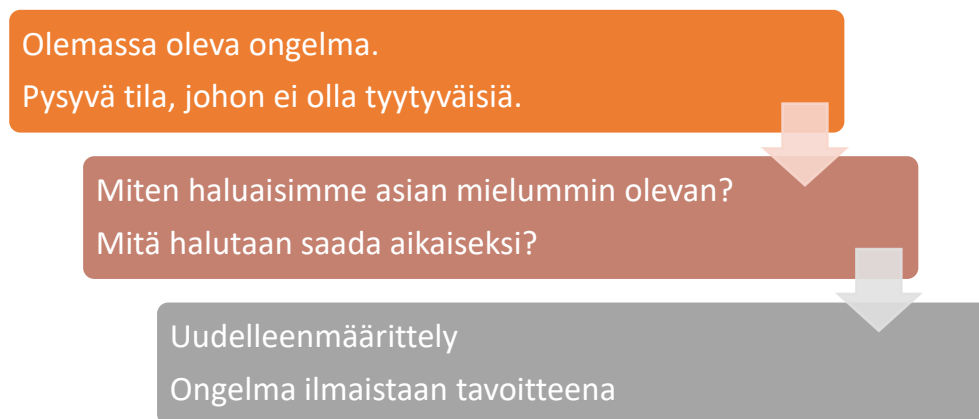 Olemassa oleva ongelma.
Pysyvä tila, johon ei olla tyytyväisiä.
Miten haluaisimme asian mielummin olevan?
Mitä halutaan saada aikaiseksi?
Uudelleenmäärittely
Ongelma ilmaistaan tavoitteena